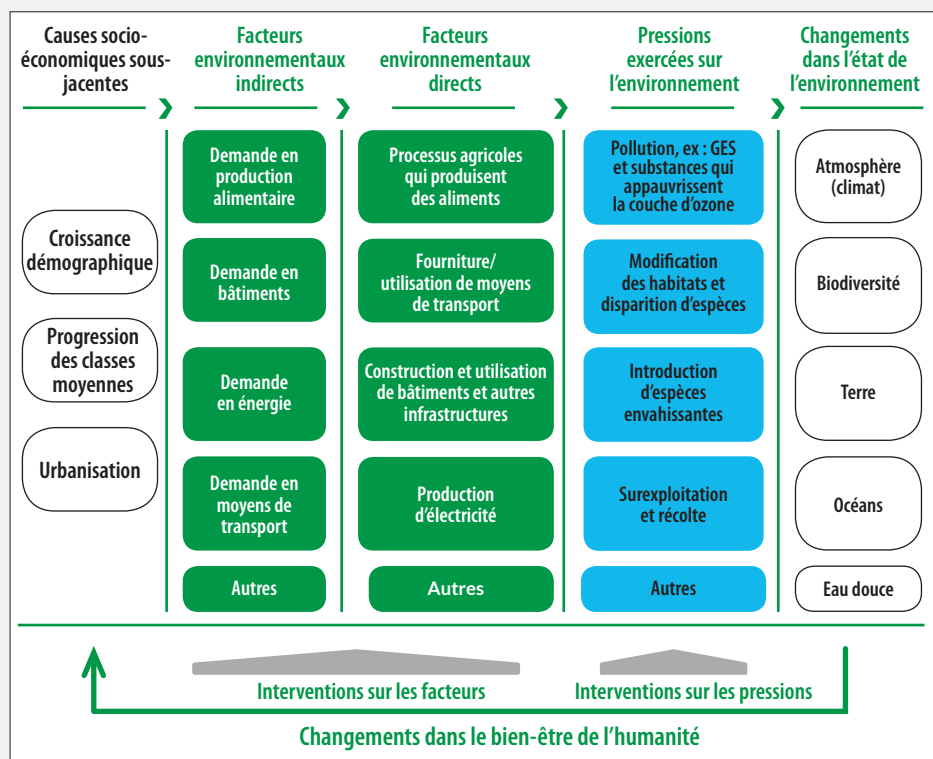 Causes socio-
économiques sous-
jacentes
Facteurs
environnementaux
indirects
Facteurs
environnementaux
directs
Pressions
exercées sur
l'environnement
Changements
dans l'état de
l'environnement
Croissance
démographique
Progression
des classes
moyennes
Urbanisation
Demande en
production
alimentaire
Demande en
bâtiments
Demande
en énergie
Demande en
moyens de
transport
Autres
Processus agricoles
qui produisent
des aliments
Fourniture/
utilisation de moyens
de transport
Construction et utilisation
de bâtiments et autres
infrastructures
Production
d'électricité
Autres
Pollution, ex : GES
et substances qui
appauvrissent
la couche d'ozone
Modification
des habitats et
disparition d'espèces
Introduction
d'espèces
envahissantes
Surexploitation
et récolte
Autres
Atmosphère
(climat)
Biodiversité
Terre
Océans
Eau douce
Interventions sur les facteurs
Interventions sur les pressions
Changements dans le bien-être de l'humanité